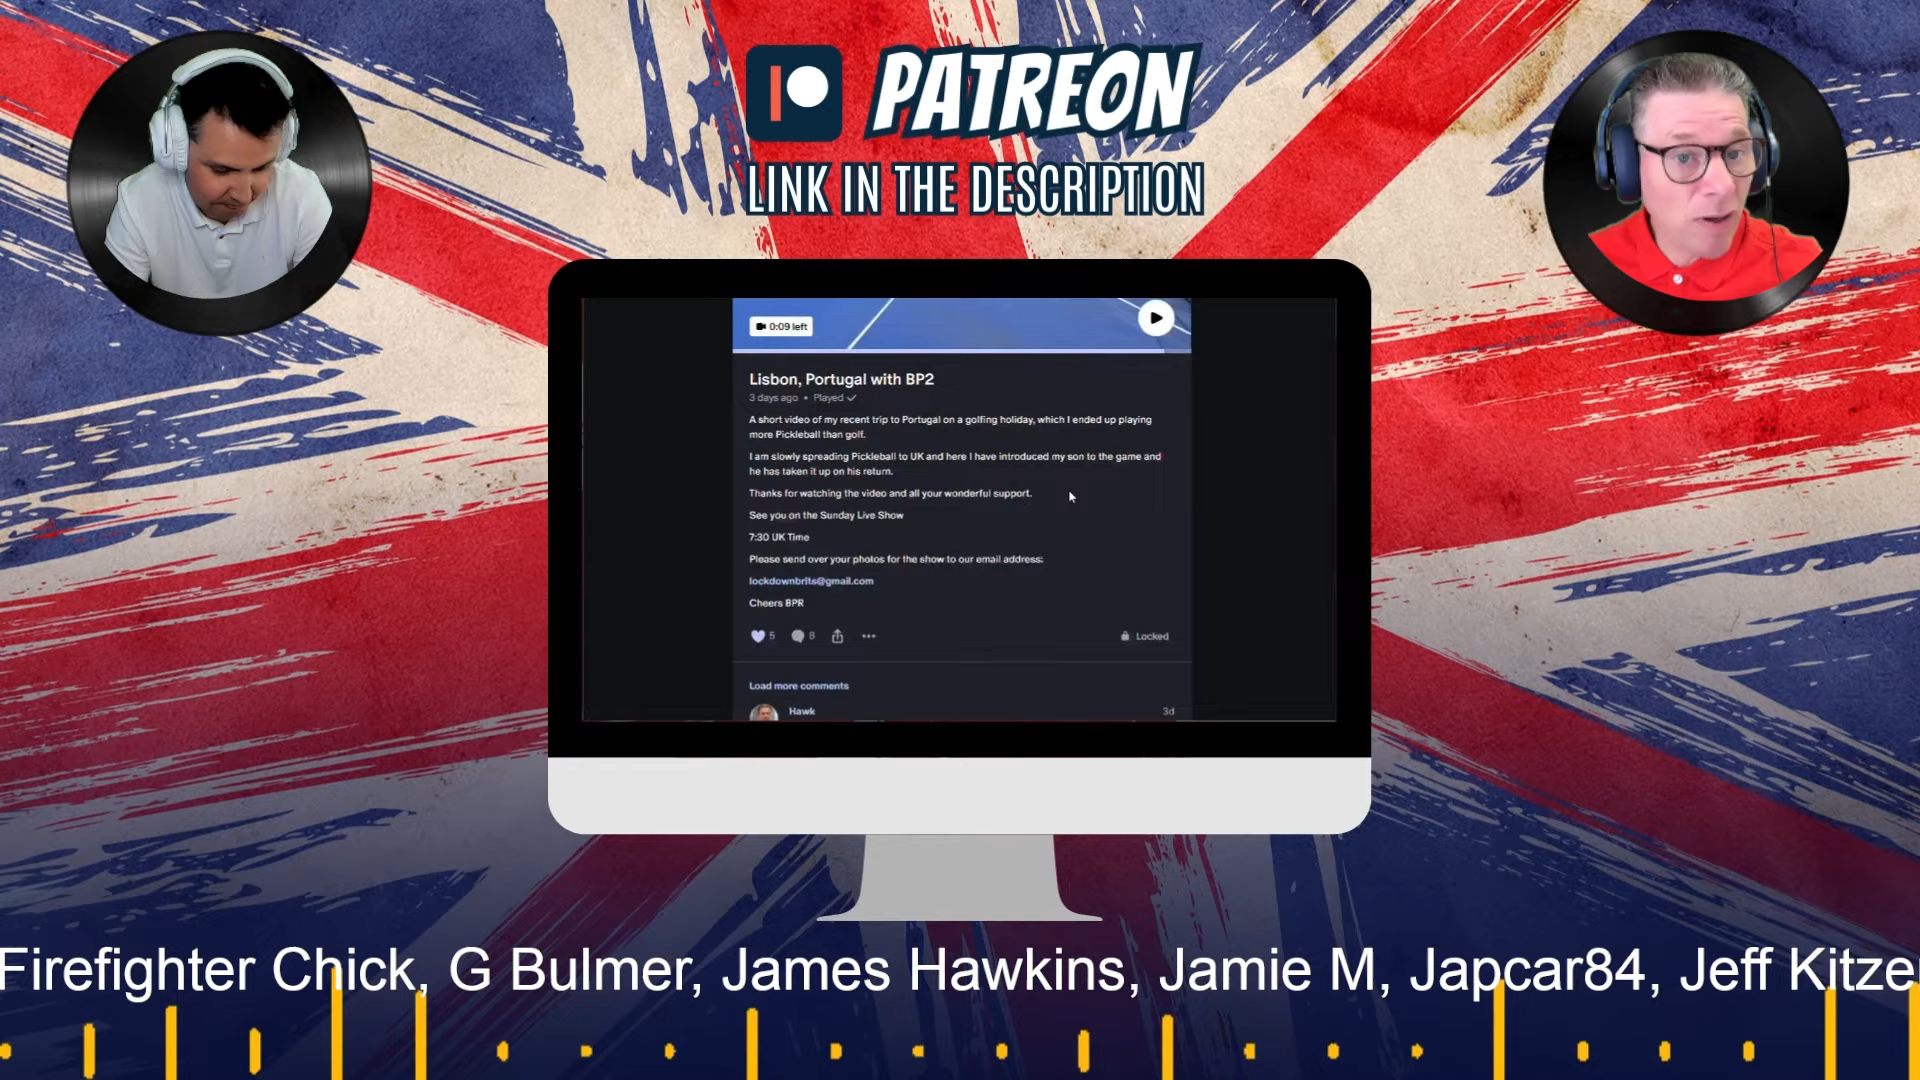 PATREON
LINK IN THE DESCRIPTION
0:09 left
Lisbon, Portugal with BP2
3 days ago • Played
A short video of my recent trip to Portugal on a golfing holiday, which I ended up playing
more Pickleball than golf.
I am slowly spreading Pickleball to UK and here I have introduced my son to the game and
he has taken it up on his return.
Thanks for watching the video and all your wonderful support.
See you on the Sunday Live Show
7:30 UK Time
Please send over your photos for the show to our email address:
lockdownbrits@gmail.com
Cheers BPR
5 8 Locked
Load more comments
Hawk 3d
Firefighter Chick, G Bulmer, James Hawkins, Jamie M, Japcar84, Jeff Kitze